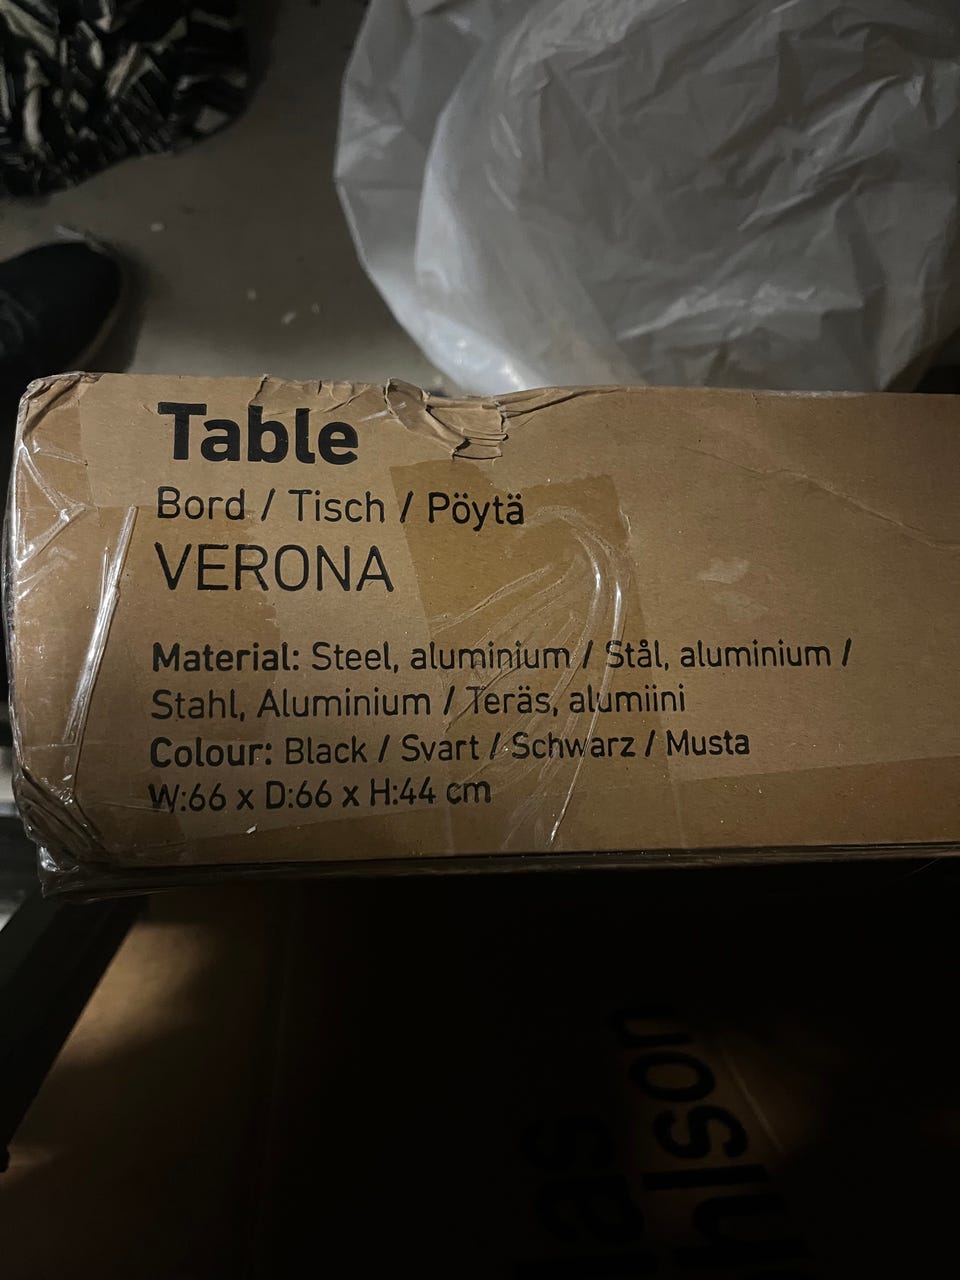 Table
Bord / Tisch / Pöytä
VERONA
Material: Steel, aluminium / Stål, aluminium /
Stahl, Aluminium / Teräs, alumiini
Colour: Black / Svart / Schwarz / Musta
W:66 x D:66 x H:44 cm